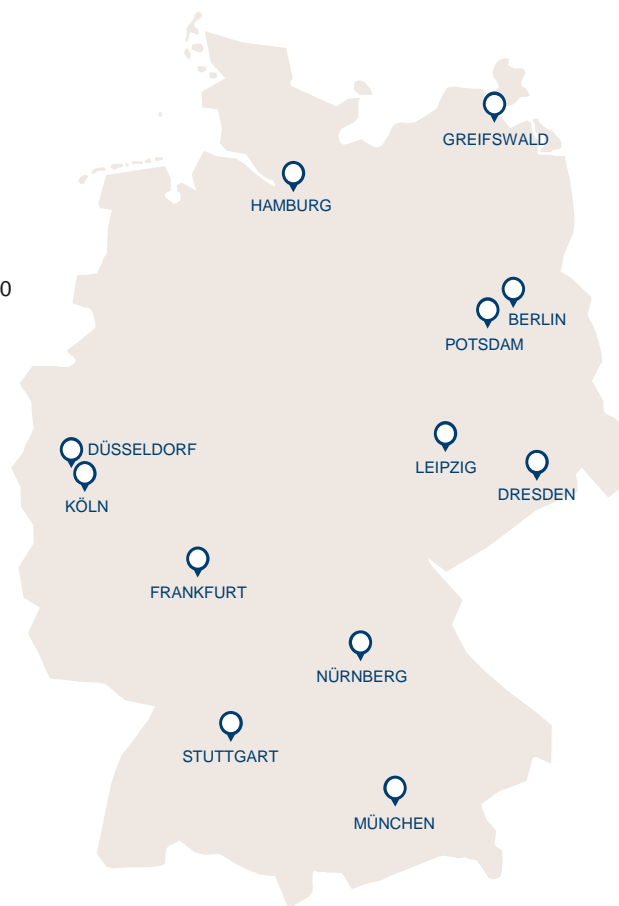 GREIFSWALD
HAMBURG
0
BERLIN
POTSDAM
DÜSSELDORF
LEIPZIG
DRESDEN
KÖLN
FRANKFURT
NÜRNBERG
STUTTGART
MÜNCHEN